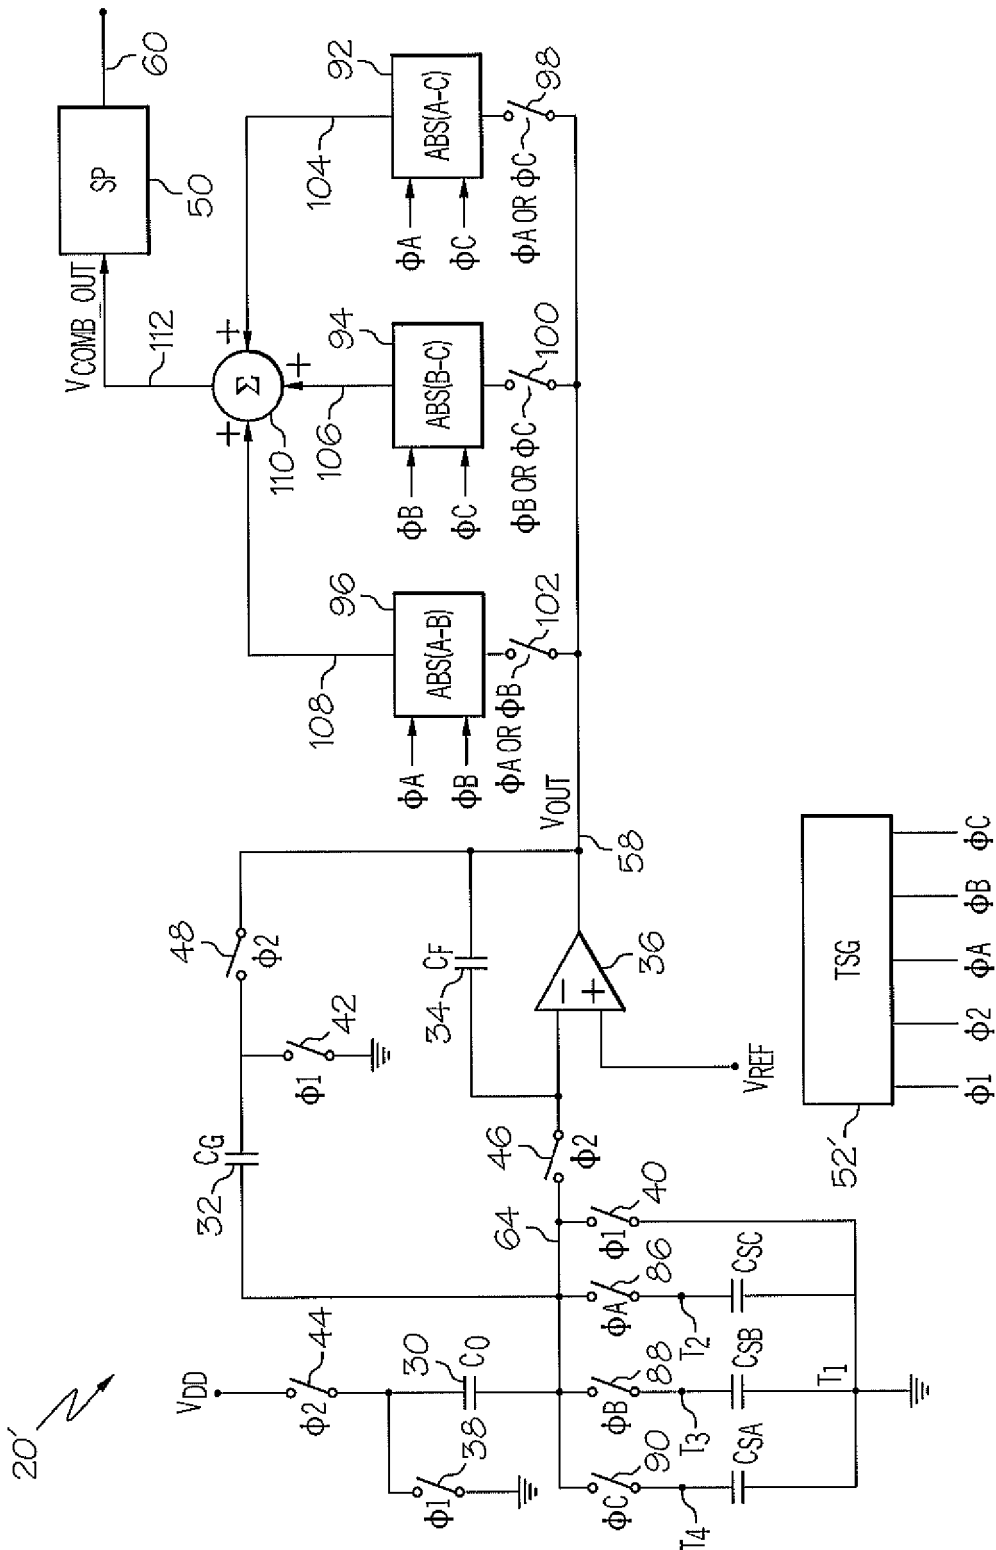 20′
VDD
44
Φ2
30
CO
38
Φ1
90
ΦC
88
ΦB
86
ΦA
40
Φ1
T4
CSA
T3
CSB
T2
CSC
T1
64
46
Φ2
32
CG
42
Φ1
48
Φ2
34
CF
−
+
36
VREF
58
VOUT
52′
TSG
Φ1
Φ2
ΦA
ΦB
ΦC
96
ABS(A-B)
ΦA
ΦB
ΦA OR ΦB
102
108
94
ABS(B-C)
ΦB
ΦC
ΦB OR ΦC
100
106
92
ABS(A-C)
ΦA
ΦC
ΦA OR ΦC
98
104
+
+
+
Σ
110
112
VCOMB_OUT
SP
50
60